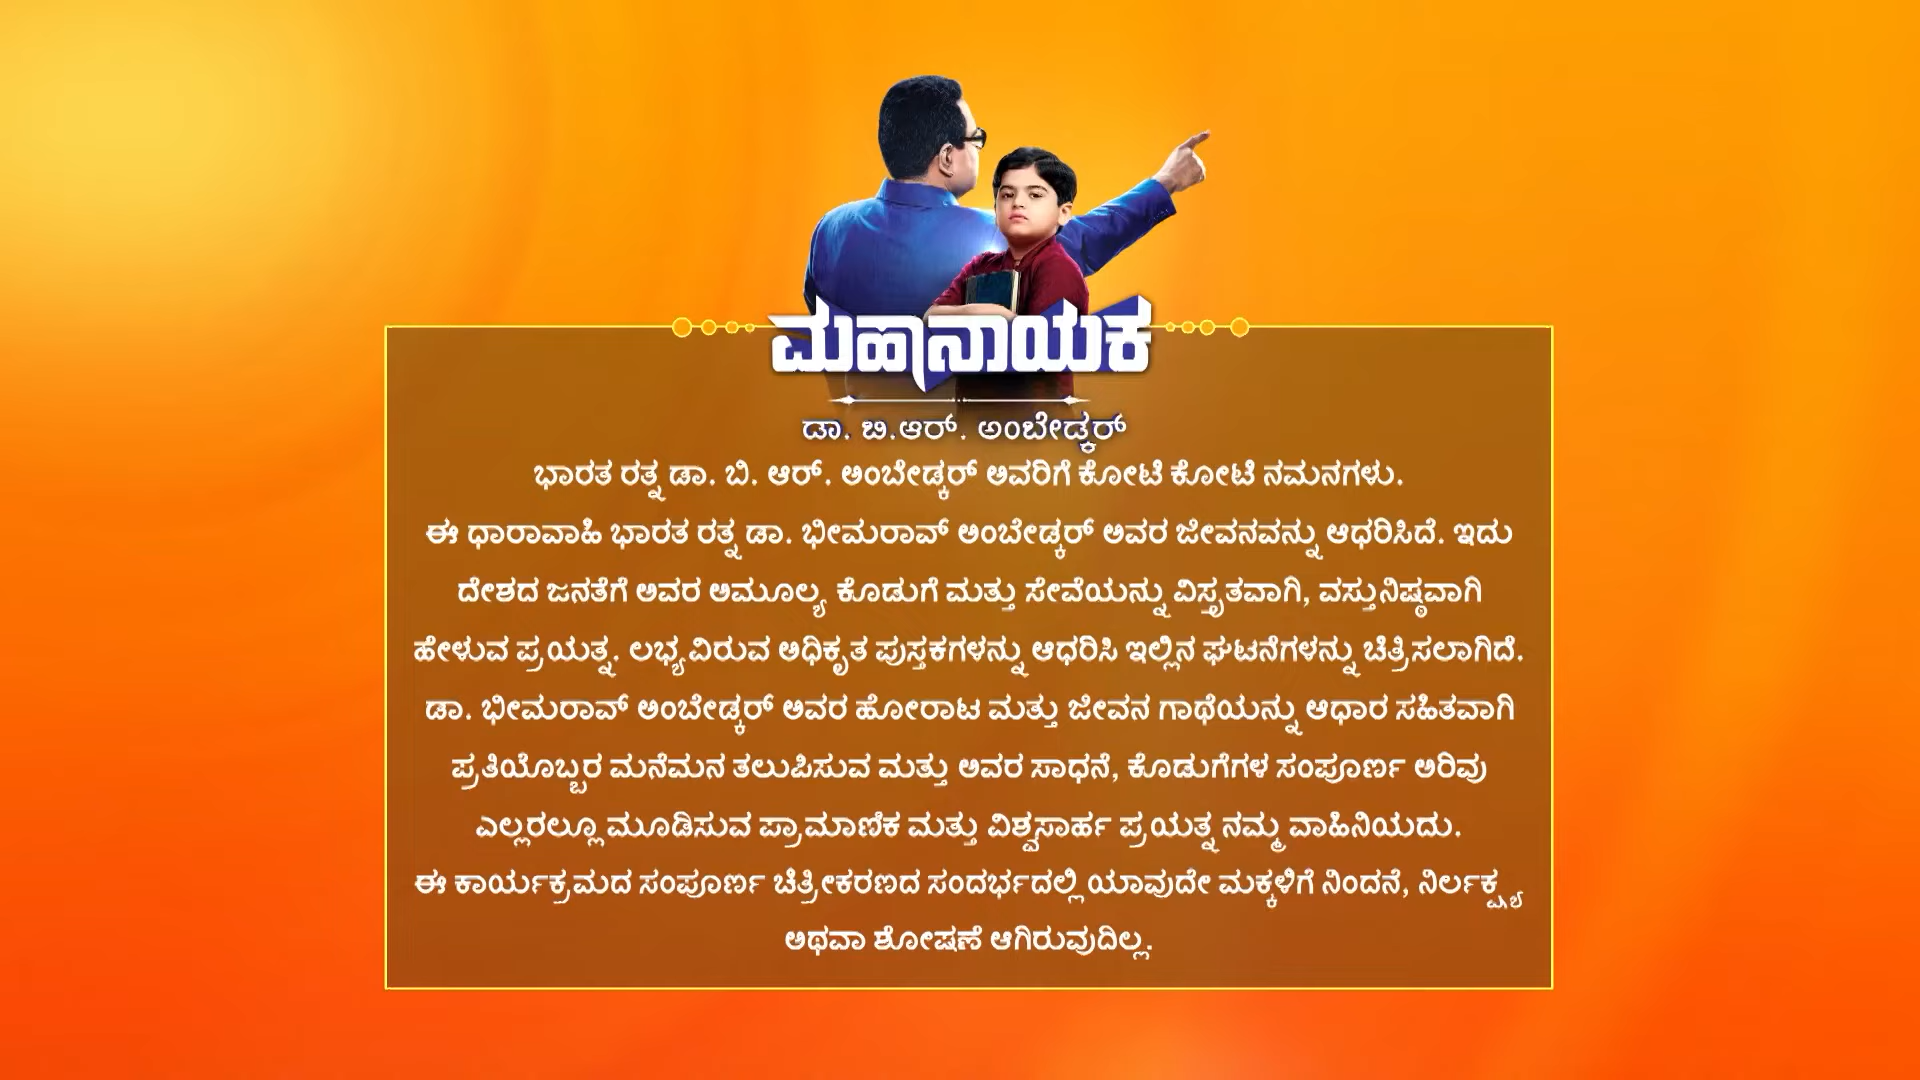 ಮಹಾನಾಯಕ
ಡಾ. ಬಿ.ಆರ್. ಅಂಬೇಡ್ಕರ್
ಭಾರತ ರತ್ನ ಡಾ. ಬಿ. ಆರ್. ಅಂಬೇಡ್ಕರ್ ಅವರಿಗೆ ಕೋಟಿ ಕೋಟಿ ನಮನಗಳು.
ಈ ಧಾರಾವಾಹಿ ಭಾರತ ರತ್ನ ಡಾ. ಭೀಮರಾವ್ ಅಂಬೇಡ್ಕರ್ ಅವರ ಜೀವನವನ್ನು ಆಧರಿಸಿದೆ. ಇದು
ದೇಶದ ಜನತೆಗೆ ಅವರ ಅಮೂಲ್ಯ ಕೊಡುಗೆ ಮತ್ತು ಸೇವೆಯನ್ನು ವಿಸ್ತೃತವಾಗಿ, ವಸ್ತುನಿಷ್ಠವಾಗಿ
ಹೇಳುವ ಪ್ರಯತ್ನ. ಲಭ್ಯವಿರುವ ಅಧಿಕೃತ ಪುಸ್ತಕಗಳನ್ನು ಆಧರಿಸಿ ಇಲ್ಲಿನ ಘಟನೆಗಳನ್ನು ಚಿತ್ರಿಸಲಾಗಿದೆ.
ಡಾ. ಭೀಮರಾವ್ ಅಂಬೇಡ್ಕರ್ ಅವರ ಹೋರಾಟ ಮತ್ತು ಜೀವನ ಗಾಥೆಯನ್ನು ಆಧಾರ ಸಹಿತವಾಗಿ
ಪ್ರತಿಯೊಬ್ಬರ ಮನೆಮನ ತಲುಪಿಸುವ ಮತ್ತು ಅವರ ಸಾಧನೆ, ಕೊಡುಗೆಗಳ ಸಂಪೂರ್ಣ ಅರಿವು
ಎಲ್ಲರಲ್ಲೂ ಮೂಡಿಸುವ ಪ್ರಾಮಾಣಿಕ ಮತ್ತು ವಿಶ್ವಸಾರ್ಹ ಪ್ರಯತ್ನ ನಮ್ಮ ವಾಹಿನಿಯದು.
ಈ ಕಾರ್ಯಕ್ರಮದ ಸಂಪೂರ್ಣ ಚಿತ್ರೀಕರಣದ ಸಂದರ್ಭದಲ್ಲಿ ಯಾವುದೇ ಮಕ್ಕಳಿಗೆ ನಿಂದನೆ, ನಿರ್ಲಕ್ಷ್ಯ
ಅಥವಾ ಶೋಷಣೆ ಆಗಿರುವುದಿಲ್ಲ.